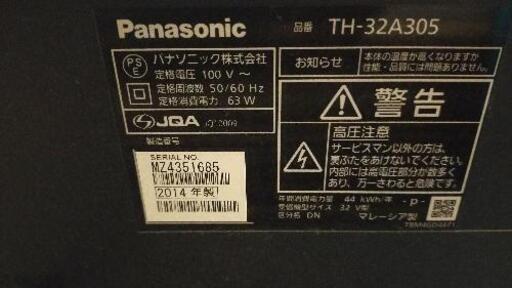 Panasonic
品番 TH-32A305
PS
E
パナソニック株式会社
定格電圧 100 V ～
定格周波数 50/60 Hz
定格消費電力 63 W
JQA
製造番号
SERIAL NO.
MZ4351685
2014 年製
お知らせ
本体の温度が高くなりますが
性能・品質には問題ありません。
警告
高圧注意
サービスマン以外の方は
裏ぶたをあけないでください。
内部には高電圧部分が数多く
あり、万一さわると危険です。
年間消費電力量 44 kWh/年 - p -
受信機型サイズ 32 V型
区分名 DN マレーシア製